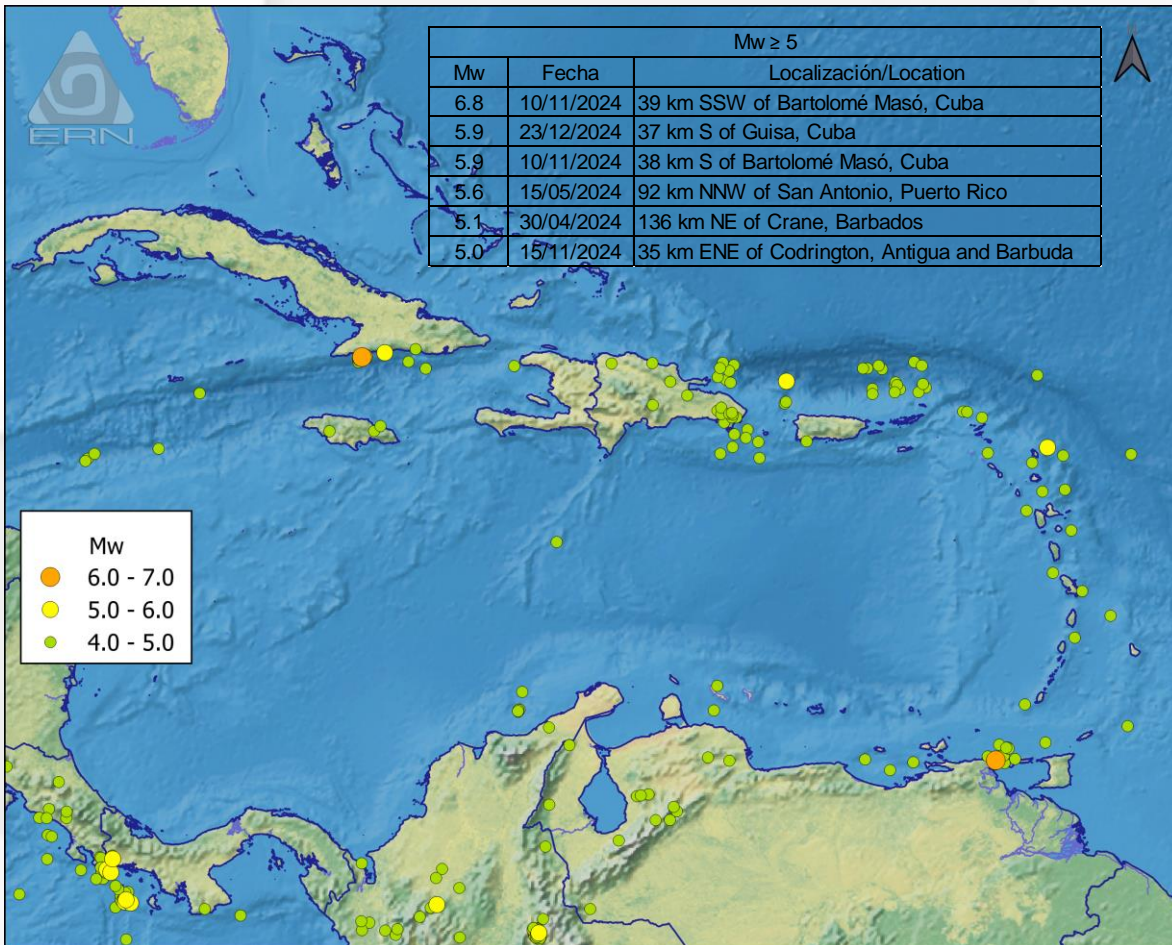 ERN
Mw ≥ 5
Mw Fecha Localización/Location
6.8 10/11/2024 39 km SSW of Bartolomé Masó, Cuba
5.9 23/12/2024 37 km S of Guisa, Cuba
5.9 10/11/2024 38 km S of Bartolomé Masó, Cuba
5.6 15/05/2024 92 km NNW of San Antonio, Puerto Rico
5.1 30/04/2024 136 km NE of Crane, Barbados
5.0 15/11/2024 35 km ENE of Codrington, Antigua and Barbuda
Mw
6.0 - 7.0
5.0 - 6.0
4.0 - 5.0